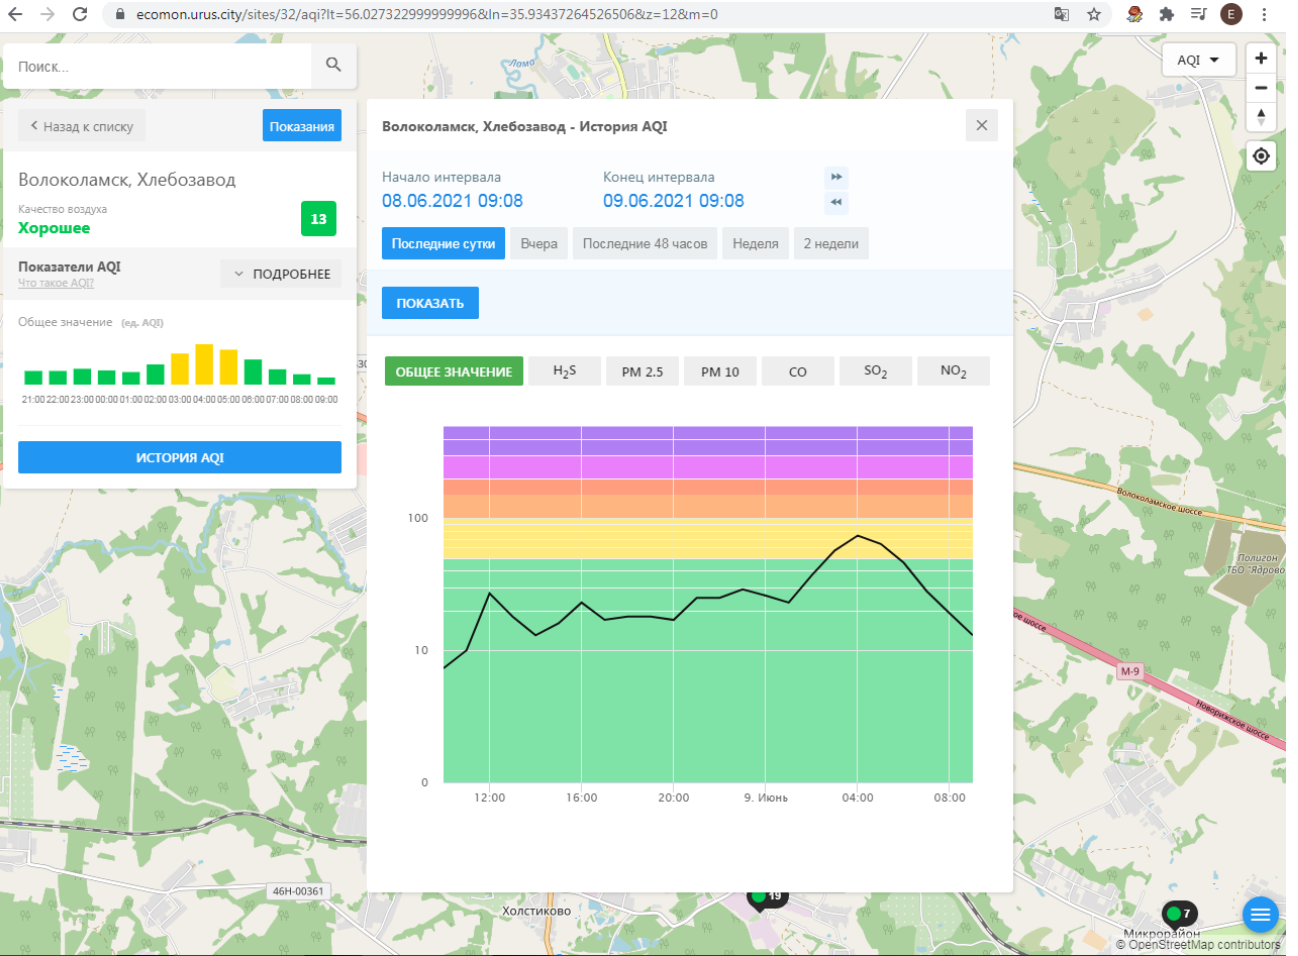 ecomon.urus.city/sites/32/aqi?lt=56.027322999999996&ln=35.93437264526506&z=12&m=0
E
Поиск...
AQI
Лама
Назад к списку
Показания
Волоколамск, Хлебозавод
Качество воздуха
Хорошее
13
Показатели AQI
Что такое AQI?
ПОДРОБНЕЕ
Общее значение (ед. AQI)
21:00 22:00 23:00 00:00 01:00 02:00 03:00 04:00 05:00 06:00 07:00 08:00 09:00
ИСТОРИЯ AQI
Волоколамск, Хлебозавод - История AQI
Начало интервала
Конец интервала
08.06.2021 09:08
09.06.2021 09:08
Последние сутки
Вчера
Последние 48 часов
Неделя
2 недели
ПОКАЗАТЬ
ОБЩЕЕ ЗНАЧЕНИЕ
H2S
PM 2.5
PM 10
CO
SO2
NO2
100
10
0
12:00
16:00
20:00
9. Июнь
04:00
08:00
Волоколамское шоссе
Полигон
ТБО "Ядрово
ое шоссе
М-9
Новорижское шоссе
46Н-00361
Холстиково
19
7
Микрорайон
© OpenStreetMap contributors